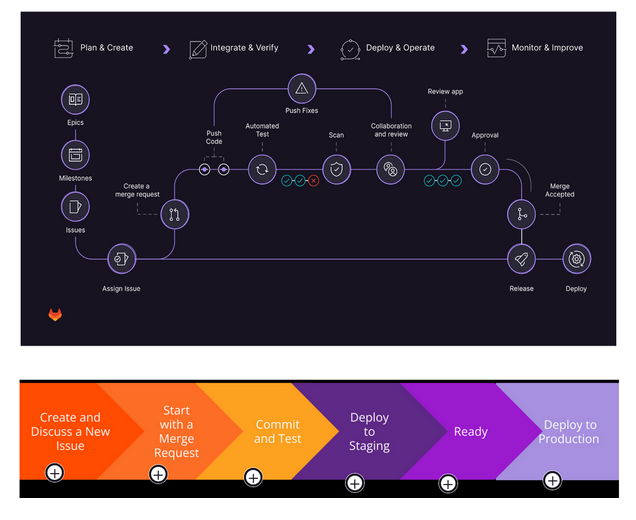 Plan & Create
Integrate & Verify
Deploy & Operate
Monitor & Improve
Review app
Push Fixes
Epics
Push
Code
Automated
Test
Scan
Collaboration
and review
Approval
Milestones
Create a
merge request
Merge
Accepted
Issues
Assign Issue
Release
Deploy
Create and
Discuss a New
Issue
Start
with a
Merge
Request
Commit
and Test
Deploy
to
Staging
Ready
Deploy to
Production